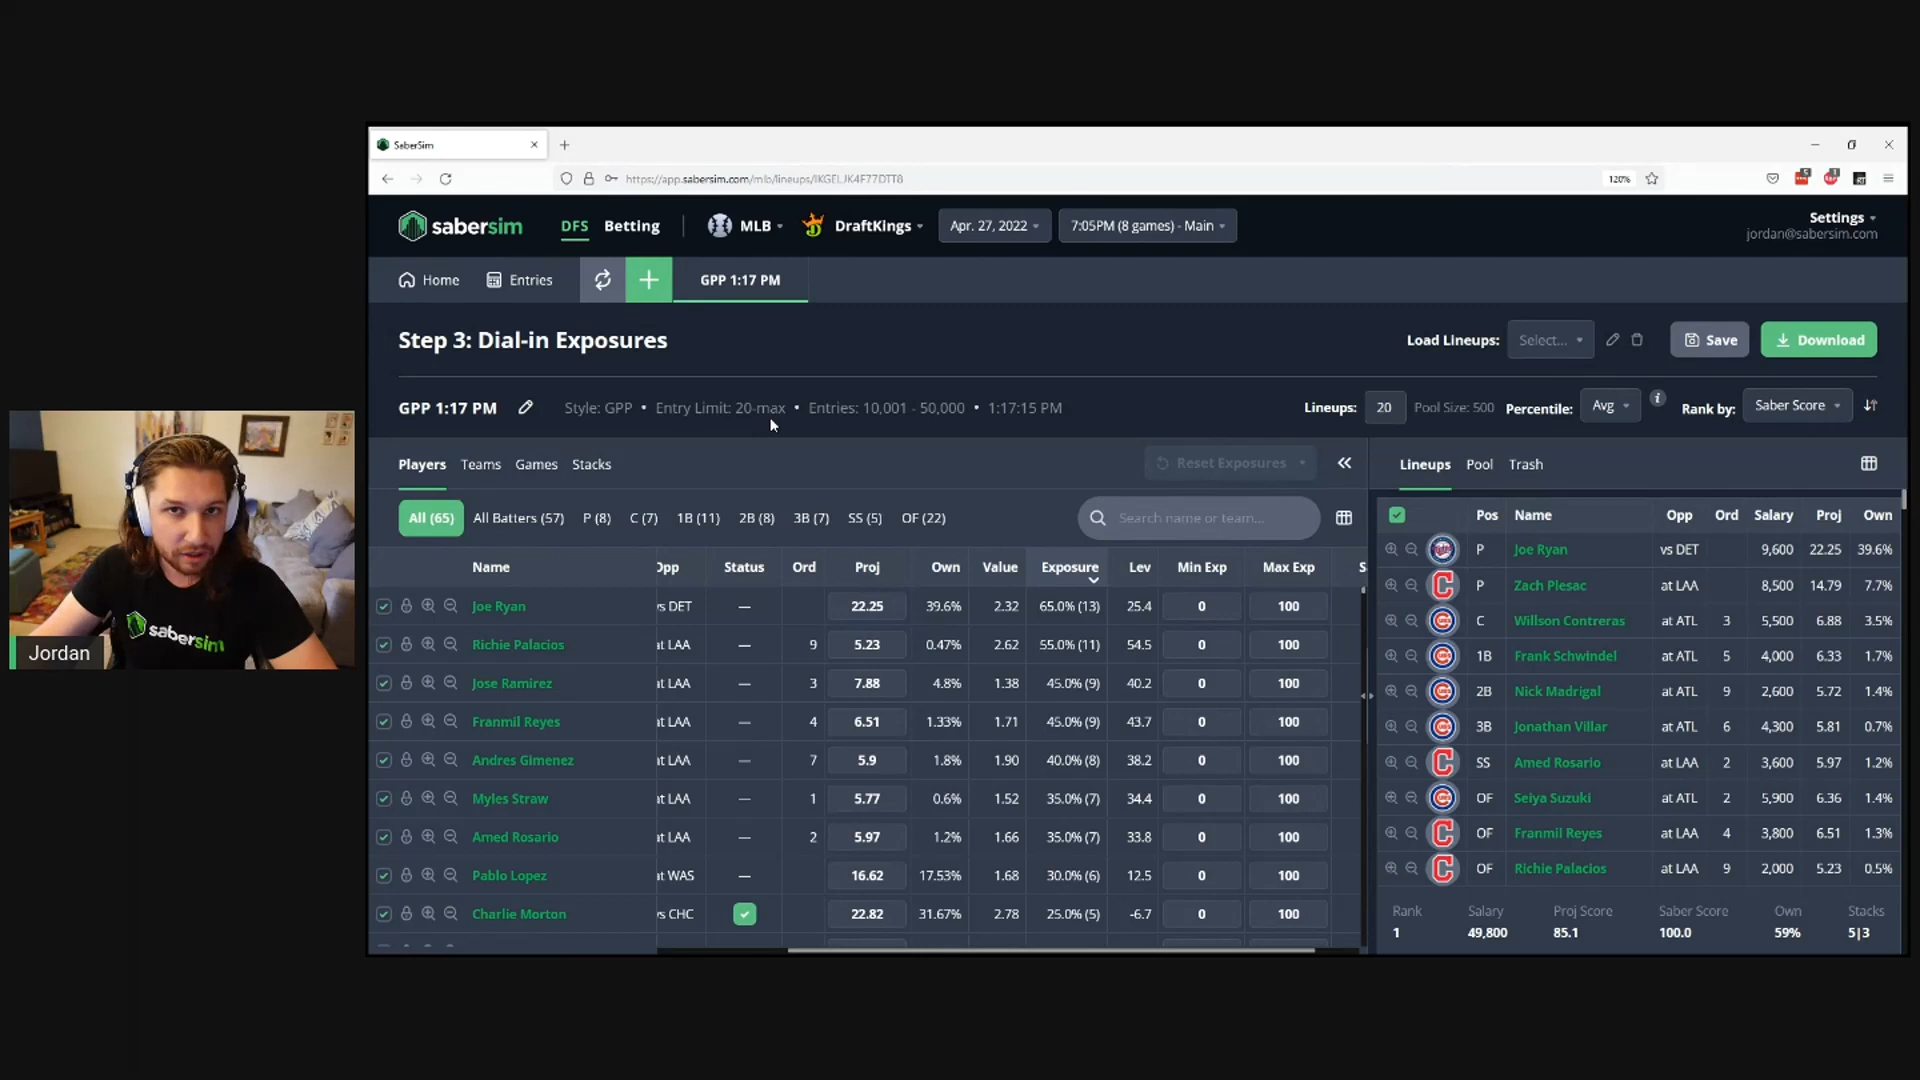 SaberSim
https://app.sabersim.com/mlb/lineups/IKGELJK4F77DTT8
120%
sabersim
DFS
Betting
MLB
DraftKings
Apr. 27, 2022
7:05PM (8 games) - Main
Settings
jordan@sabersim.com
Home
Entries
GPP 1:17 PM
Step 3: Dial-in Exposures
Load Lineups:
Select...
Save
Download
GPP 1:17 PM
Style: GPP • Entry Limit: 20-max • Entries: 10,001 - 50,000 • 1:17:15 PM
Lineups: 20 Pool Size: 500 Percentile: Avg Rank by: Saber Score
Players Teams Games Stacks
Reset Exposures
Lineups Pool Trash
All (65) All Batters (57) P (8) C (7) 1B (11) 2B (8) 3B (7) SS (5) OF (22)
Search name or team...
Name Opp Status Ord Proj Own Value Exposure Lev Min Exp Max Exp S
Joe Ryan vs DET — 22.25 39.6% 2.32 65.0% (13) 25.4 0 100
Richie Palacios at LAA — 9 5.23 0.47% 2.62 55.0% (11) 54.5 0 100
Jose Ramirez at LAA — 3 7.88 4.8% 1.38 45.0% (9) 40.2 0 100
Franmil Reyes at LAA — 4 6.51 1.33% 1.71 45.0% (9) 43.7 0 100
Andres Gimenez at LAA — 7 5.9 1.8% 1.90 40.0% (8) 38.2 0 100
Myles Straw at LAA — 1 5.77 0.6% 1.52 35.0% (7) 34.4 0 100
Amed Rosario at LAA — 2 5.97 1.2% 1.66 35.0% (7) 33.8 0 100
Pablo Lopez at WAS — 16.62 17.53% 1.68 30.0% (6) 12.5 0 100
Charlie Morton vs CHC 22.82 31.67% 2.78 25.0% (5) -6.7 0 100
Pos Name Opp Ord Salary Proj Own
P Joe Ryan vs DET 9,600 22.25 39.6%
P Zach Plesac at LAA 8,500 14.79 7.7%
C Willson Contreras at ATL 3 5,500 6.88 3.5%
1B Frank Schwindel at ATL 5 4,000 6.33 1.7%
2B Nick Madrigal at ATL 9 2,600 5.72 1.4%
3B Jonathan Villar at ATL 6 4,300 5.81 0.7%
SS Amed Rosario at LAA 2 3,600 5.97 1.2%
OF Seiya Suzuki at ATL 2 5,900 6.36 1.4%
OF Franmil Reyes at LAA 4 3,800 6.51 1.3%
OF Richie Palacios at LAA 9 2,000 5.23 0.5%
Rank Salary Proj Score Saber Score Own Stacks
1 49,800 85.1 100.0 59% 5|3
sabersim
Jordan